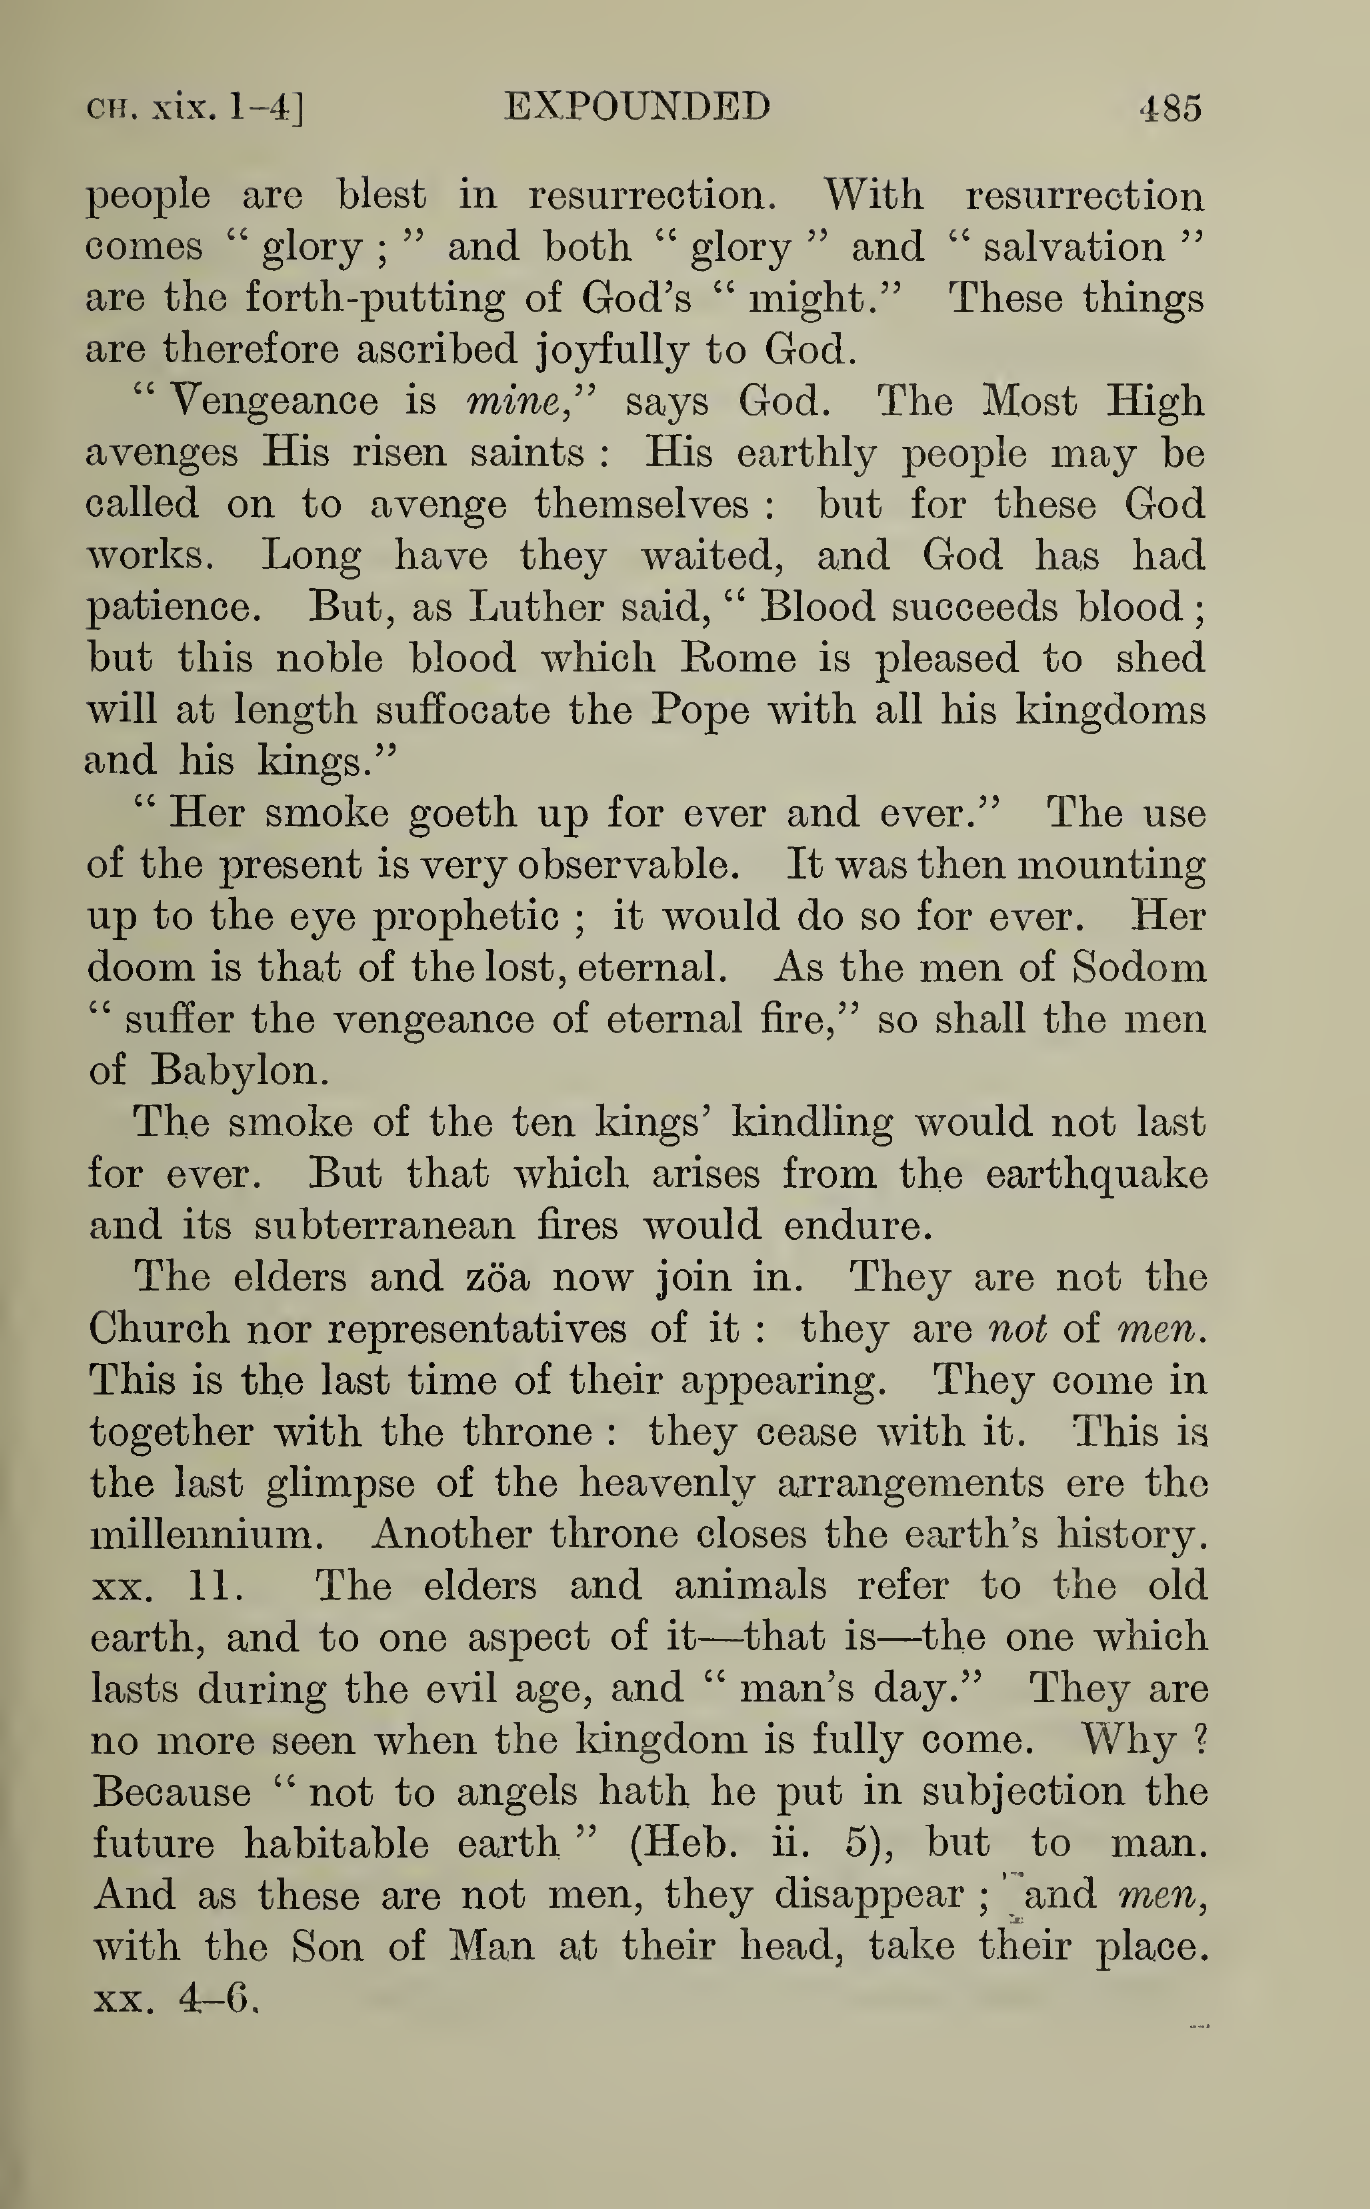 CH. xix. 1–4] EXPOUNDED 485
people are blest in resurrection. With resurrection
comes “ glory ; ” and both “ glory ” and “ salvation ”
are the forth-putting of God’s “ might.” These things
are therefore ascribed joyfully to God.
“ Vengeance is mine,” says God. The Most High
avenges His risen saints : His earthly people may be
called on to avenge themselves : but for these God
works. Long have they waited, and God has had
patience. But, as Luther said, “ Blood succeeds blood ;
but this noble blood which Rome is pleased to shed
will at length suffocate the Pope with all his kingdoms
and his kings.”
“ Her smoke goeth up for ever and ever.” The use
of the present is very observable. It was then mounting
up to the eye prophetic ; it would do so for ever. Her
doom is that of the lost, eternal. As the men of Sodom
“ suffer the vengeance of eternal fire,” so shall the men
of Babylon.
The smoke of the ten kings’ kindling would not last
for ever. But that which arises from the earthquake
and its subterranean fires would endure.
The elders and zöa now join in. They are not the
Church nor representatives of it : they are not of men.
This is the last time of their appearing. They come in
together with the throne : they cease with it. This is
the last glimpse of the heavenly arrangements ere the
millennium. Another throne closes the earth’s history.
xx. 11. The elders and animals refer to the old
earth, and to one aspect of it—that is—the one which
lasts during the evil age, and “ man’s day.” They are
no more seen when the kingdom is fully come. Why ?
Because “ not to angels hath he put in subjection the
future habitable earth ” (Heb. ii. 5), but to man.
And as these are not men, they disappear ; and men,
with the Son of Man at their head, take their place.
xx. 4–6.